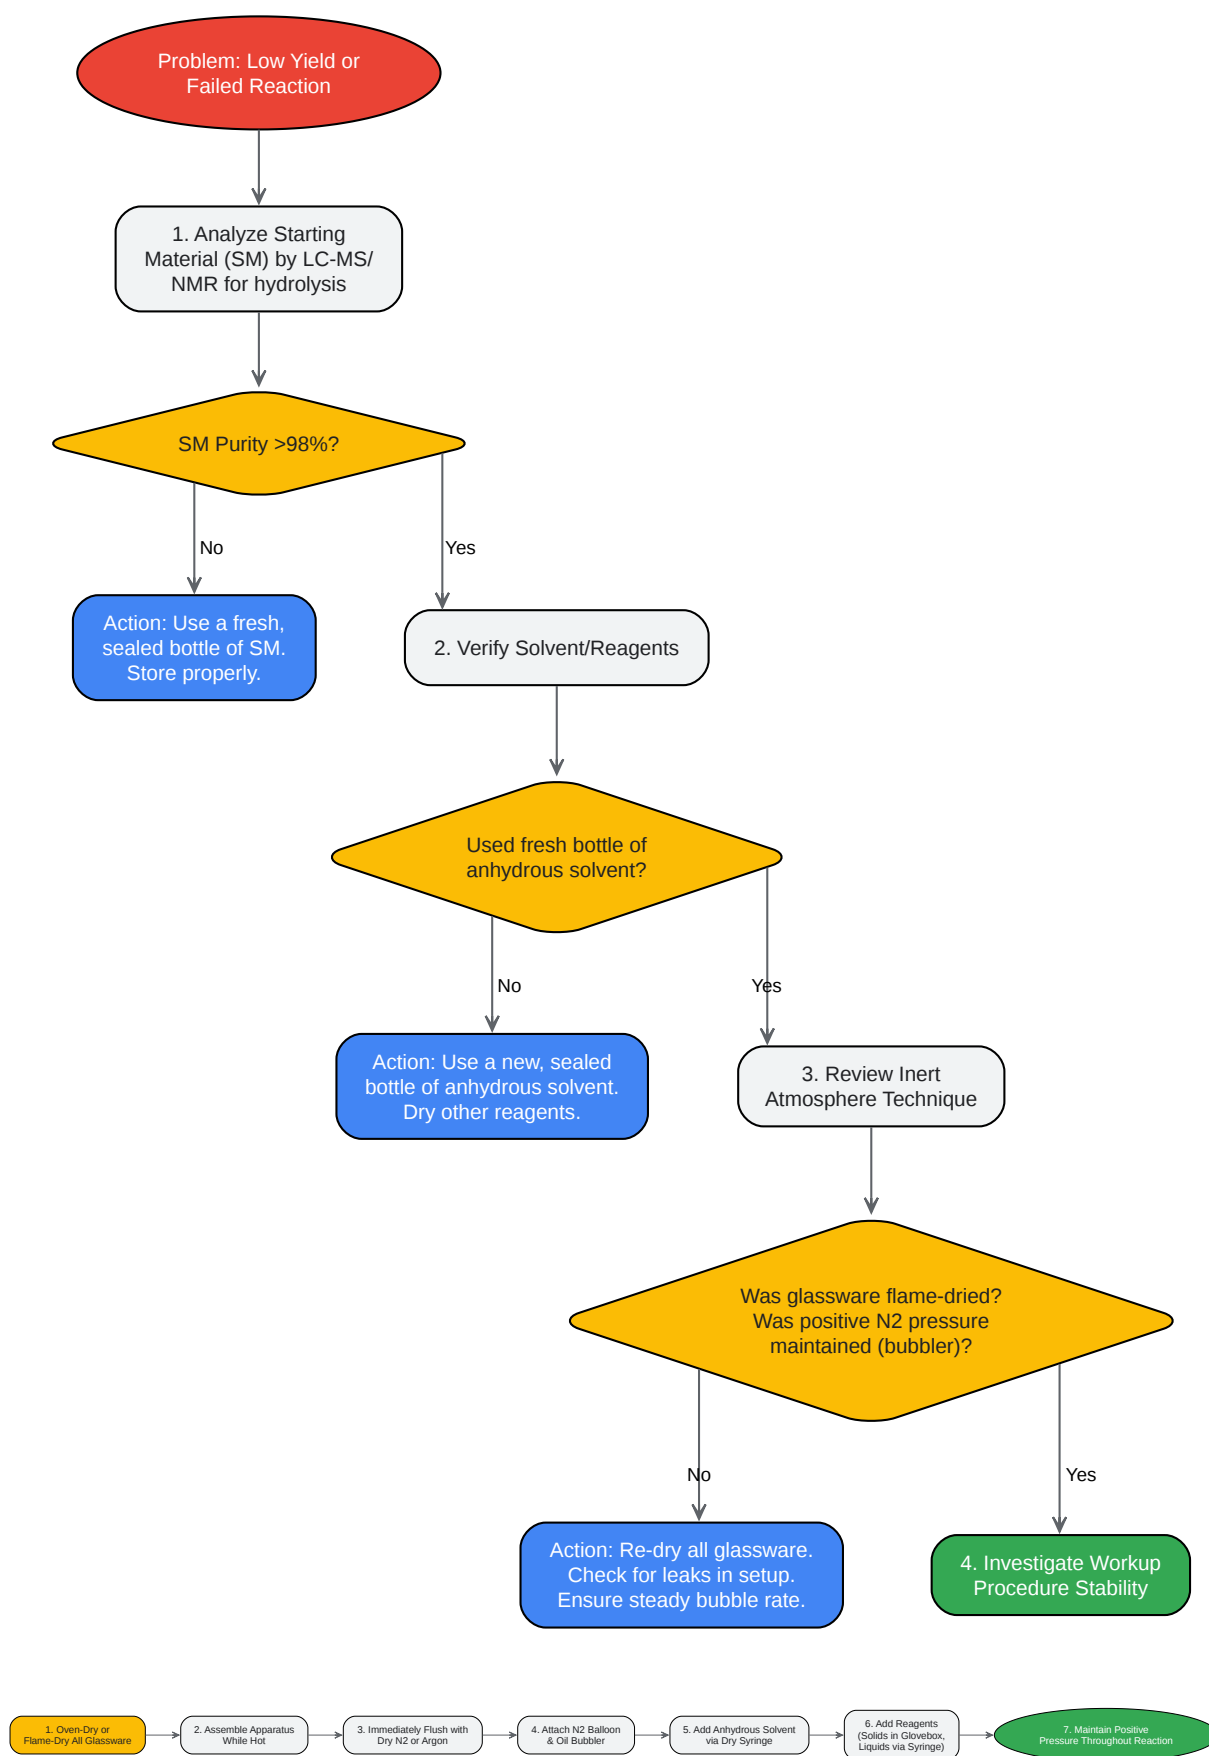 Problem: Low Yield or
Failed Reaction
1. Analyze Starting
Material (SM) by LC-MS/
NMR for hydrolysis
SM Purity >98%?
No
Yes
Action: Use a fresh,
sealed bottle of SM.
Store properly.
2. Verify Solvent/Reagents
Used fresh bottle of
anhydrous solvent?
No
Yes
Action: Use a new, sealed
bottle of anhydrous solvent.
Dry other reagents.
3. Review Inert
Atmosphere Technique
Was glassware flame-dried?
Was positive N2 pressure
maintained (bubbler)?
No
Yes
Action: Re-dry all glassware.
Check for leaks in setup.
Ensure steady bubble rate.
4. Investigate Workup
Procedure Stability
1. Oven-Dry or
Flame-Dry All Glassware
2. Assemble Apparatus
While Hot
3. Immediately Flush with
Dry N2 or Argon
4. Attach N2 Balloon
& Oil Bubbler
5. Add Anhydrous Solvent
via Dry Syringe
6. Add Reagents
(Solids in Glovebox,
Liquids via Syringe)
7. Maintain Positive
Pressure Throughout Reaction